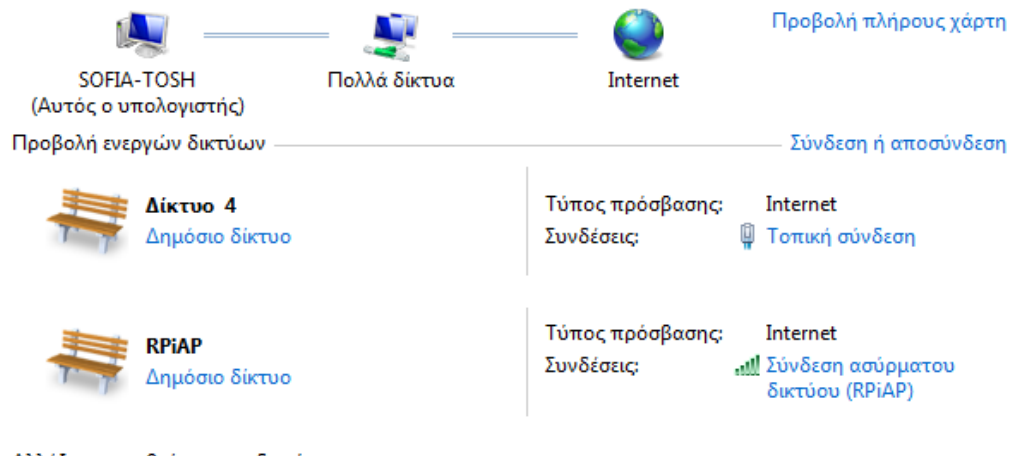 Προβολή πλήρους χάρτη
SOFIA-TOSH
(Αυτός ο υπολογιστής)
Πολλά δίκτυα
Internet
Προβολή ενεργών δικτύων
Σύνδεση ή αποσύνδεση
Δίκτυο 4
Δημόσιο δίκτυο
Τύπος πρόσβασης: Internet
Συνδέσεις: Τοπική σύνδεση
RPiAP
Δημόσιο δίκτυο
Τύπος πρόσβασης: Internet
Συνδέσεις: Σύνδεση ασύρματου
δικτύου (RPiAP)